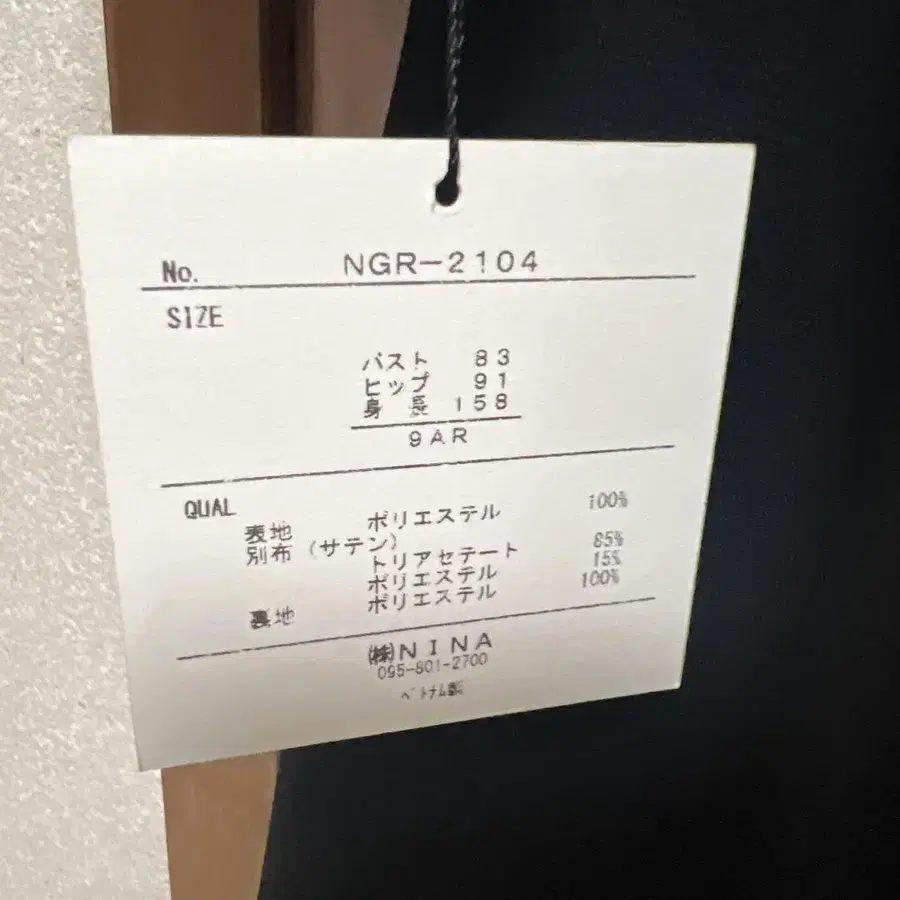 No. NGR-2104
SIZE
バスト 83
ヒップ 91
身長 158
9AR
QUAL
表地 ポリエステル 100%
別布(サテン)
トリアセテート 85%
ポリエステル 15%
裏地 ポリエステル 100%
㈱NINA
095-801-2700
ベトナム製